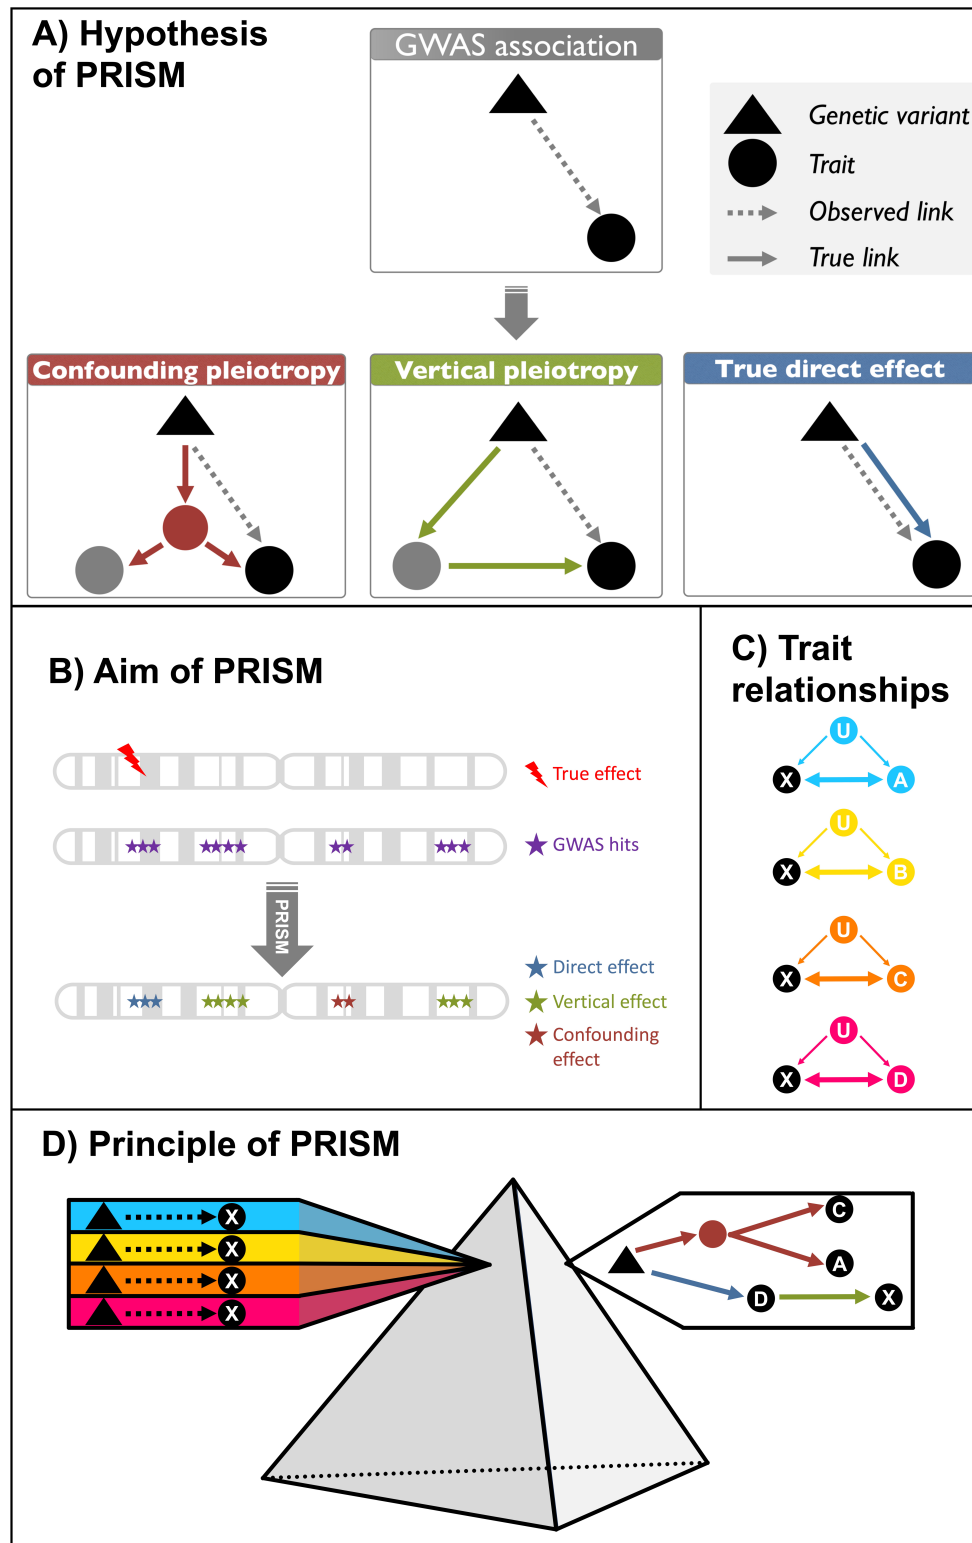 A) Hypothesis
of PRISM
GWAS association
Genetic variant
Trait
Observed link
True link
Confounding pleiotropy
Vertical pleiotropy
True direct effect
B) Aim of PRISM
True effect
GWAS hits
PRISM
Direct effect
Vertical effect
Confounding
effect
C) Trait
relationships
U
X A
U
X B
U
X C
U
X D
D) Principle of PRISM
X
X
X
X
C
A
D X